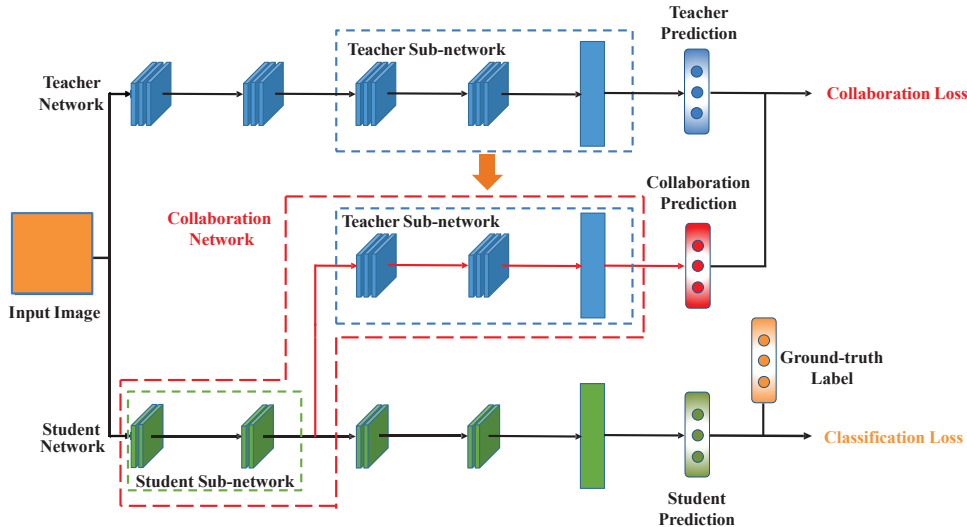 Teacher
Prediction
Teacher Sub-network
Teacher
Network
Collaboration Loss
Collaboration
Prediction
Collaboration
Network
Teacher Sub-network
Input Image
Ground-truth
Label
Student
Network
Classification Loss
Student Sub-network
Student
Prediction